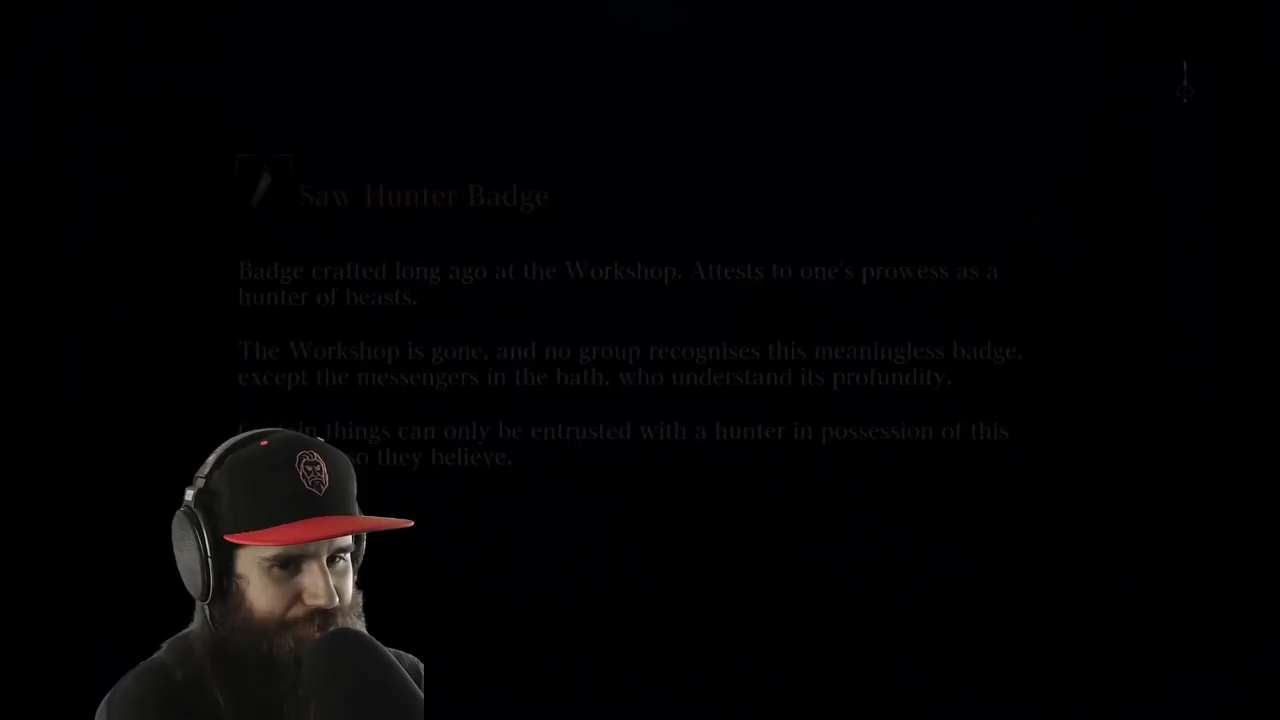 Saw Hunter Badge
Badge crafted long ago at the Workshop. Attests to one's prowess as a
hunter of beasts.
The Workshop is gone, and no group recognises this meaningless badge,
except the messengers in the bath, who understand its profundity.
things can only be entrusted with a hunter in possession of this
so they believe.